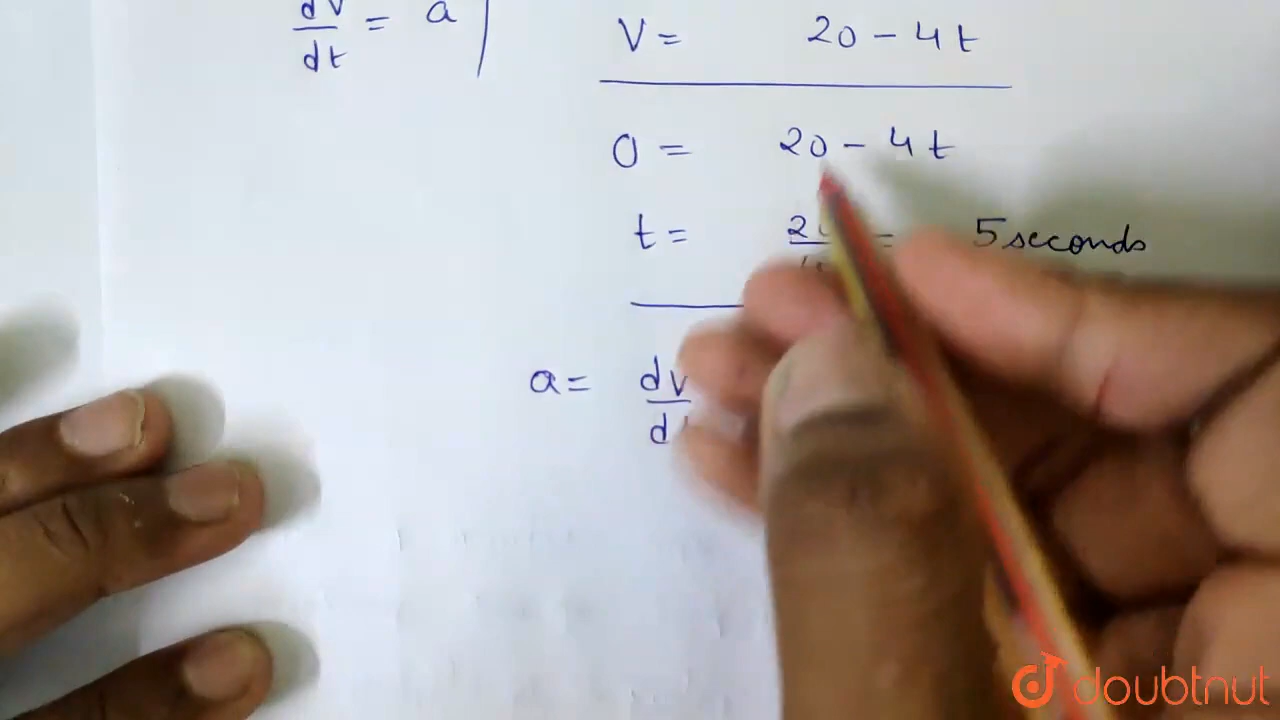 dv/dt = a
V = 20 - 4t
0 = 20 - 4t
t = = 5 seconds
a = dv
doubtnut